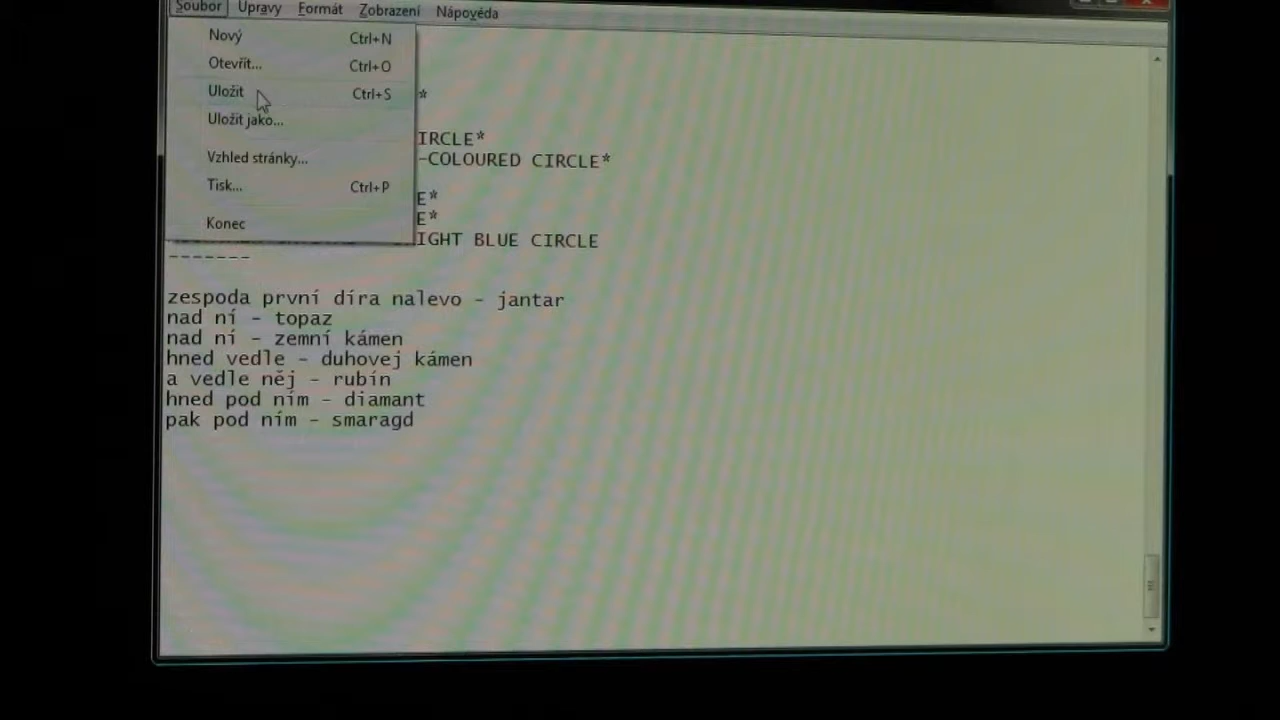 Soubor Úpravy Formát Zobrazení Nápověda
Nový Ctrl+N
Otevřít... Ctrl+O
Uložit Ctrl+S
Uložit jako...
Vzhled stránky...
Tisk... Ctrl+P
Konec
*
IRCLE*
-COLOURED CIRCLE*
E*
E*
IGHT BLUE CIRCLE
-------
zespoda první díra nalevo - jantar
nad ní - topaz
nad ní - zemní kámen
hned vedle - duhovej kámen
a vedle něj - rubín
hned pod ním - diamant
pak pod ním - smaragd